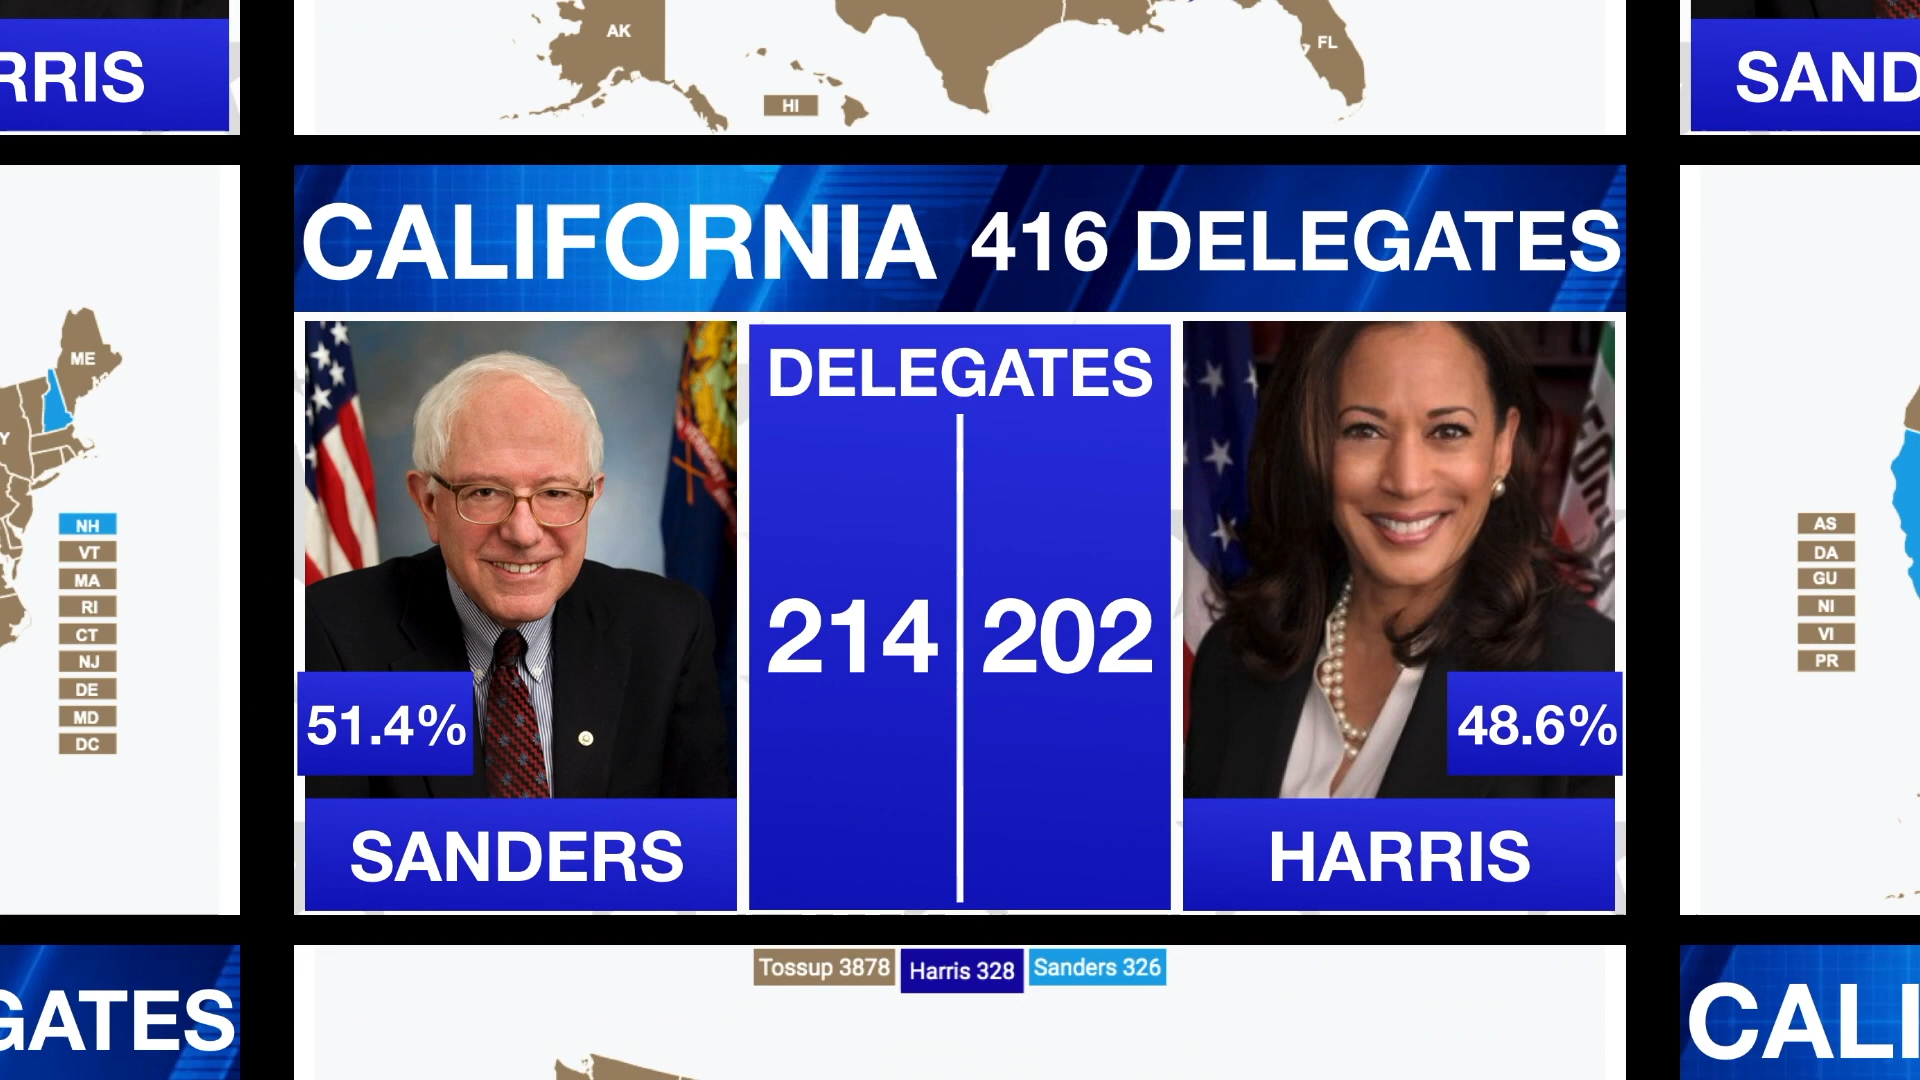 RRIS
AK
HI
FL
SAND
CALIFORNIA 416 DELEGATES
DELEGATES
214 202
51.4%
48.6%
SANDERS
HARRIS
ME
Y
NH
VT
MA
RI
CT
NJ
DE
MD
DC
AS
DA
GU
NI
VI
PR
Tossup 3878 Harris 328 Sanders 326
GATES
CALI